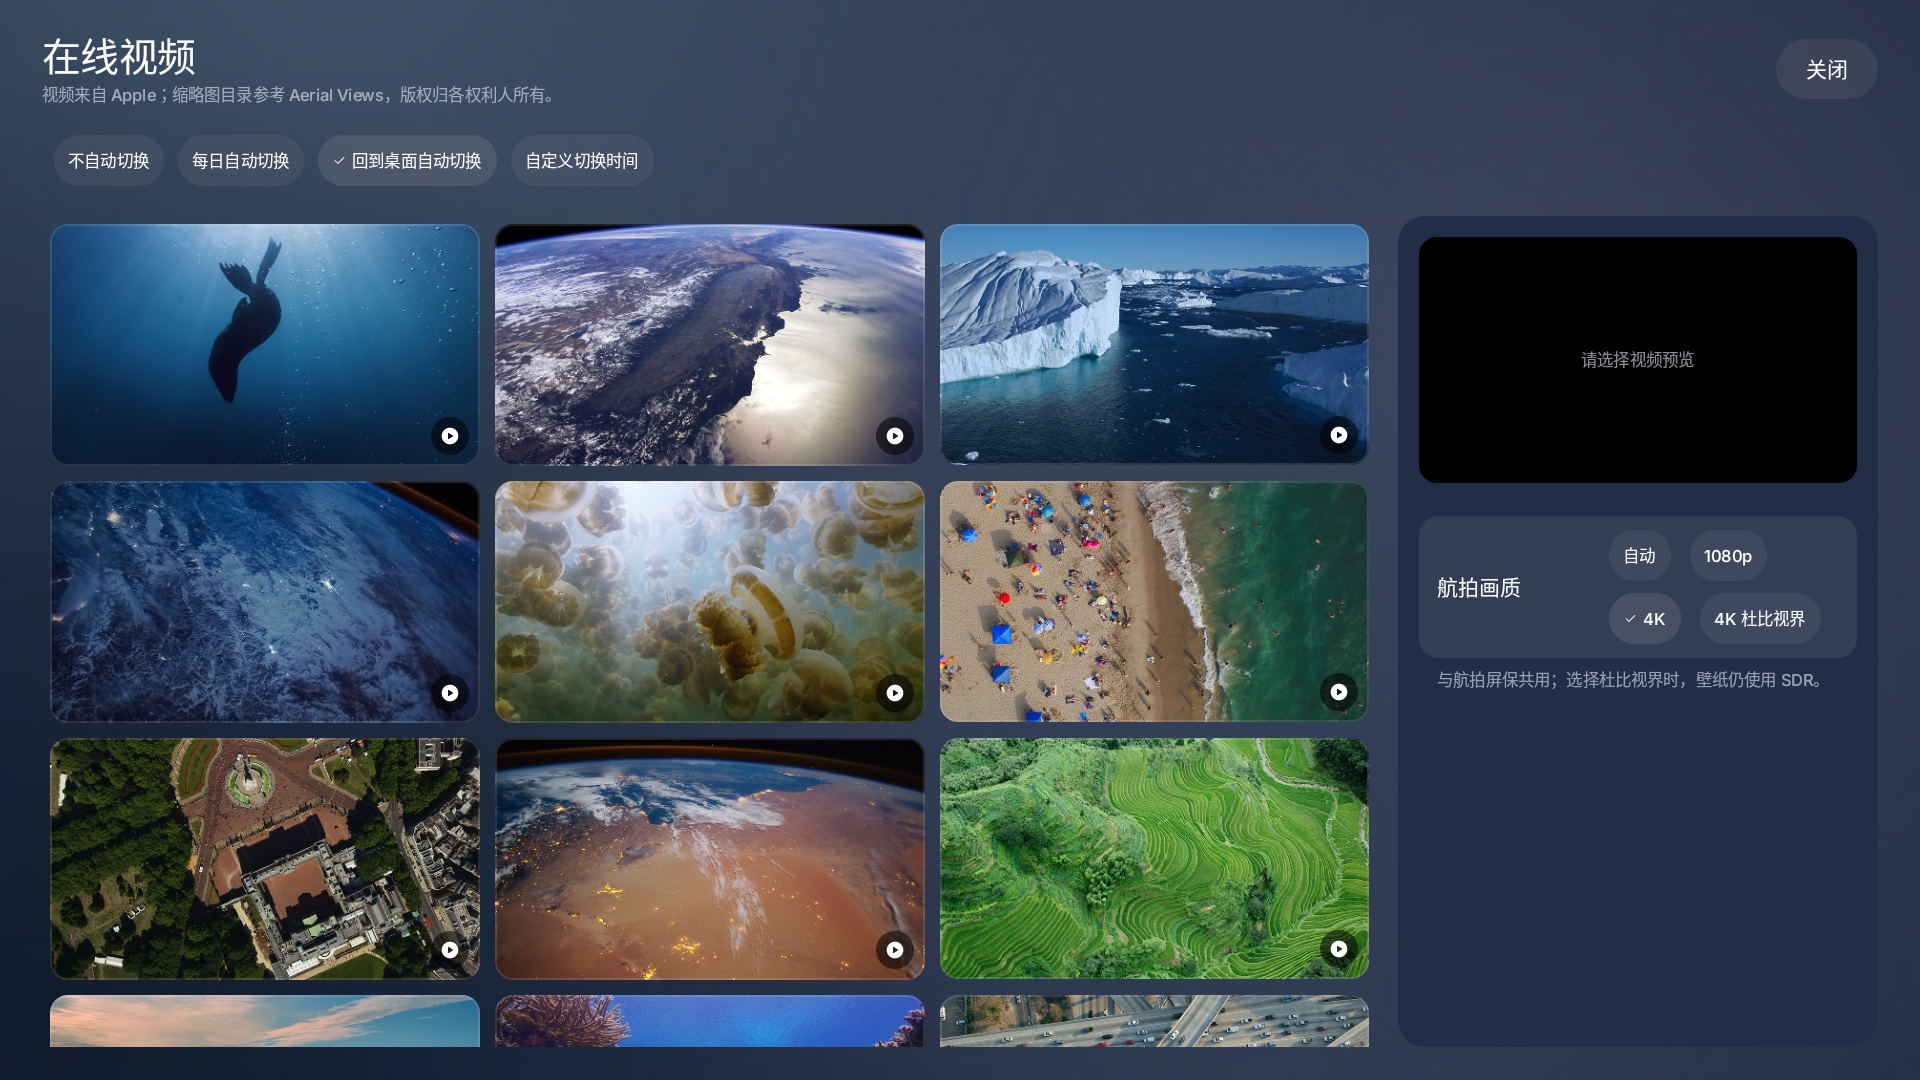 在线视频
视频来自 Apple；缩略图目录参考 Aerial Views，版权归各权利人所有。
关闭
不自动切换
每日自动切换
回到桌面自动切换
自定义切换时间
请选择视频预览
航拍画质
自动
1080p
4K
4K 杜比视界
与航拍屏保共用；选择杜比视界时，壁纸仍使用 SDR。